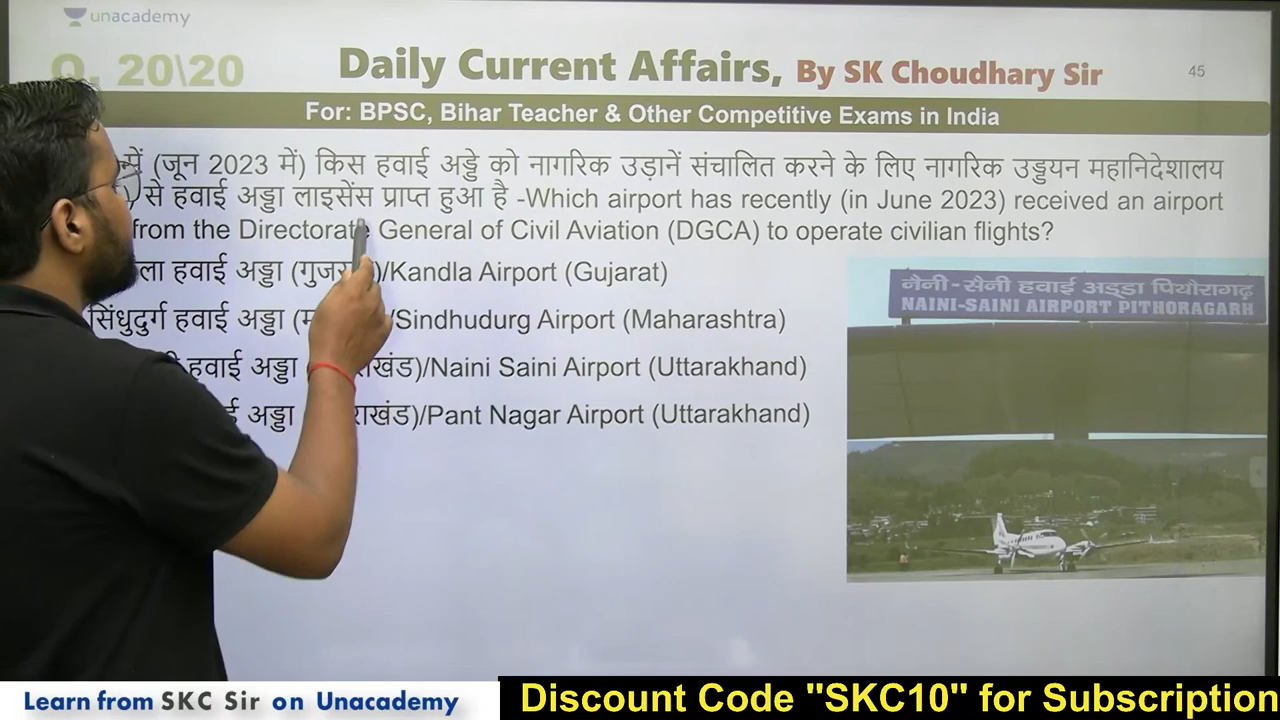 unacademy
Q. 20\20
Daily Current Affairs, By SK Choudhary Sir
45
For: BPSC, Bihar Teacher & Other Competitive Exams in India
में (जून 2023 में) किस हवाई अड्डे को नागरिक उड़ानें संचालित करने के लिए नागरिक उड्डयन महानिदेशालय
से हवाई अड्डा लाइसेंस प्राप्त हुआ है -Which airport has recently (in June 2023) received an airport
from the Directorate General of Civil Aviation (DGCA) to operate civilian flights?
हवाई अड्डा /Kandla Airport (Gujarat)
सिंधुदुर्ग हवाई अड्डा /Sindhudurg Airport (Maharashtra)
हवाई अड्डा /Naini Saini Airport (Uttarakhand)
अड्डा /Pant Nagar Airport (Uttarakhand)
नैनी-सैनी हवाई अड्डा पिथौरागढ़
NAINI-SAINI AIRPORT PITHORAGARH
Learn from SKC Sir on Unacademy
Discount Code "SKC10" for Subscription